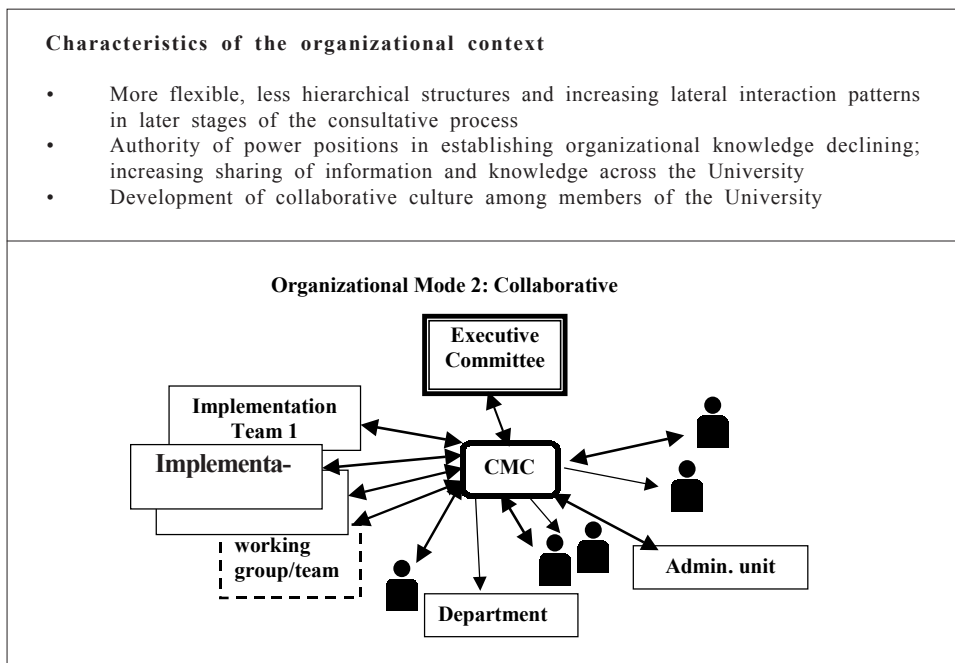 Characteristics of the organizational context
• More flexible, less hierarchical structures and increasing lateral interaction patterns
in later stages of the consultative process
• Authority of power positions in establishing organizational knowledge declining;
increasing sharing of information and knowledge across the University
• Development of collaborative culture among members of the University
Organizational Mode 2: Collaborative
Executive
Committee
Implementation
Team 1
Implementa-
CMC
working
group/team
Admin. unit
Department